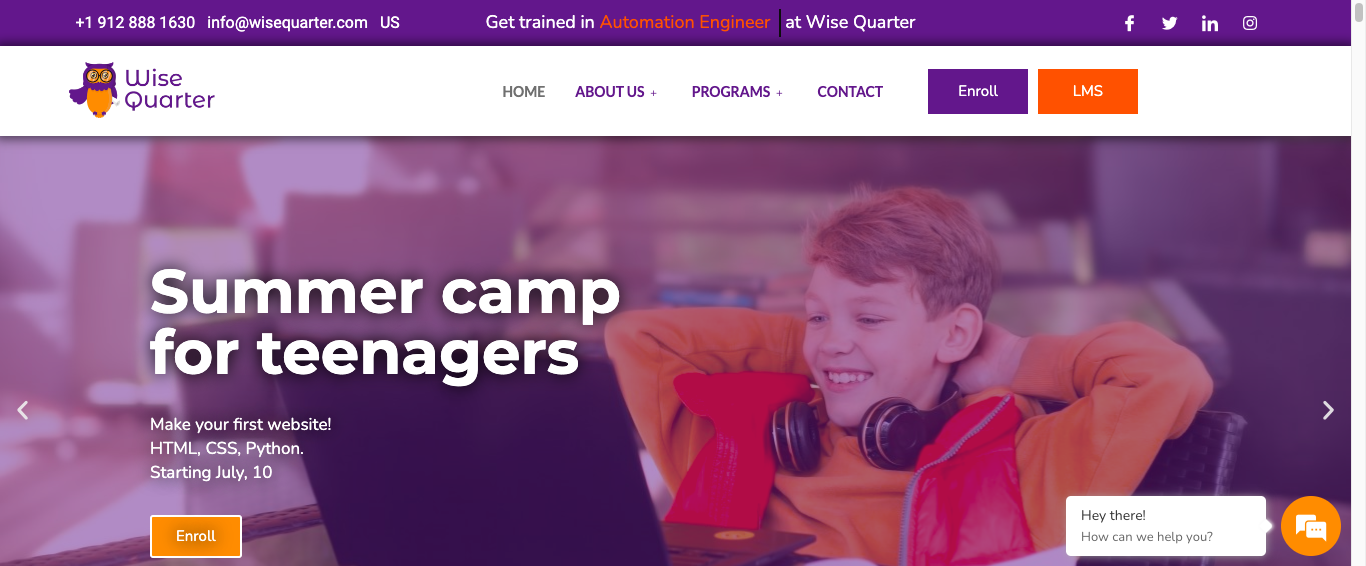 +1 912 888 1630 info@wisequarter.com US
Get trained in Automation Engineer at Wise Quarter
Wise
Quarter
HOME ABOUT US + PROGRAMS + CONTACT
Enroll
LMS
Summer camp
for teenagers
Make your first website!
HTML, CSS, Python.
Starting July, 10
Enroll
Hey there!
How can we help you?